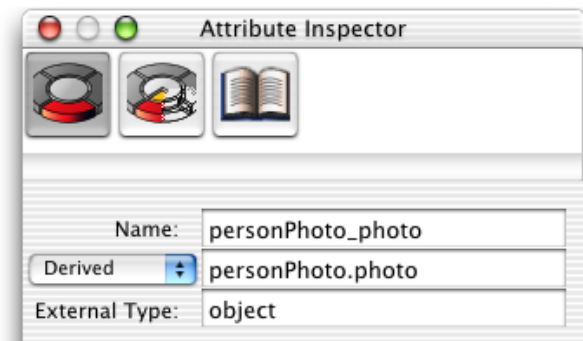 Attribute Inspector
Name: personPhoto_photo
Derived personPhoto.photo
External Type: object